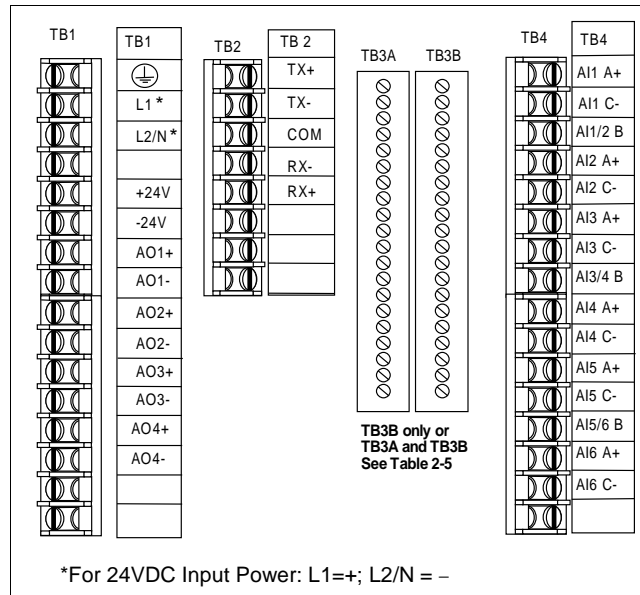 TB1
TB1
L1 *
L2/N *
+24V
-24V
AO1+
AO1-
AO2+
AO2-
AO3+
AO3-
AO4+
AO4-
TB2
TB 2
TX+
TX-
COM
RX-
RX+
TB3A
TB3B
TB3B only or
TB3A and TB3B
See Table 2-5
TB4
TB4
AI1 A+
AI1 C-
AI1/2 B
AI2 A+
AI2 C-
AI3 A+
AI3 C-
AI3/4 B
AI4 A+
AI4 C-
AI5 A+
AI5 C-
AI5/6 B
AI6 A+
AI6 C-
*For 24VDC Input Power: L1=+; L2/N = –